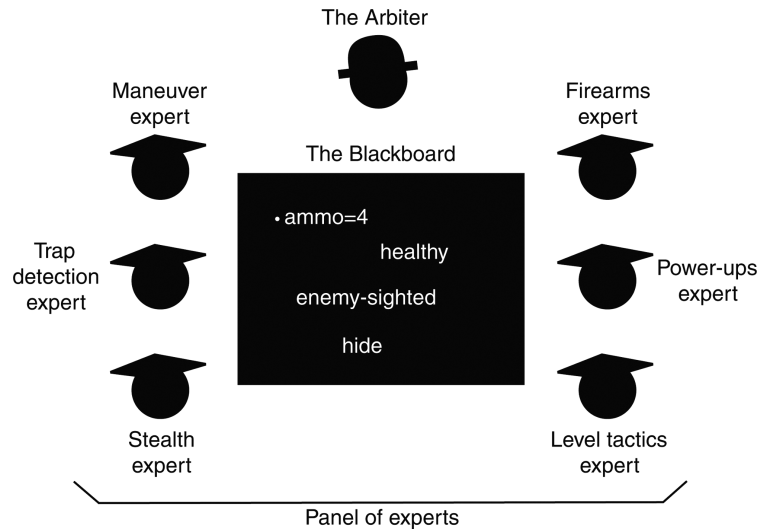 The Arbiter
Maneuver
expert
Firearms
expert
The Blackboard
• ammo=4
healthy
enemy-sighted
hide
Trap
detection
expert
Power-ups
expert
Stealth
expert
Level tactics
expert
Panel of experts